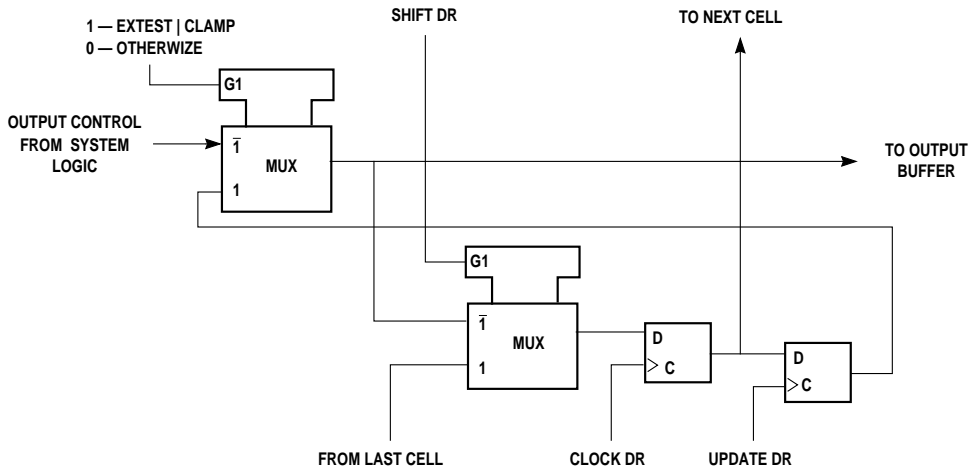 SHIFT DR
TO NEXT CELL
1 — EXTEST | CLAMP
0 — OTHERWIZE
G1
OUTPUT CONTROL
FROM SYSTEM
LOGIC
1̅
MUX
1
TO OUTPUT
BUFFER
G1
1̅
MUX
1
D
C
D
C
FROM LAST CELL
CLOCK DR
UPDATE DR